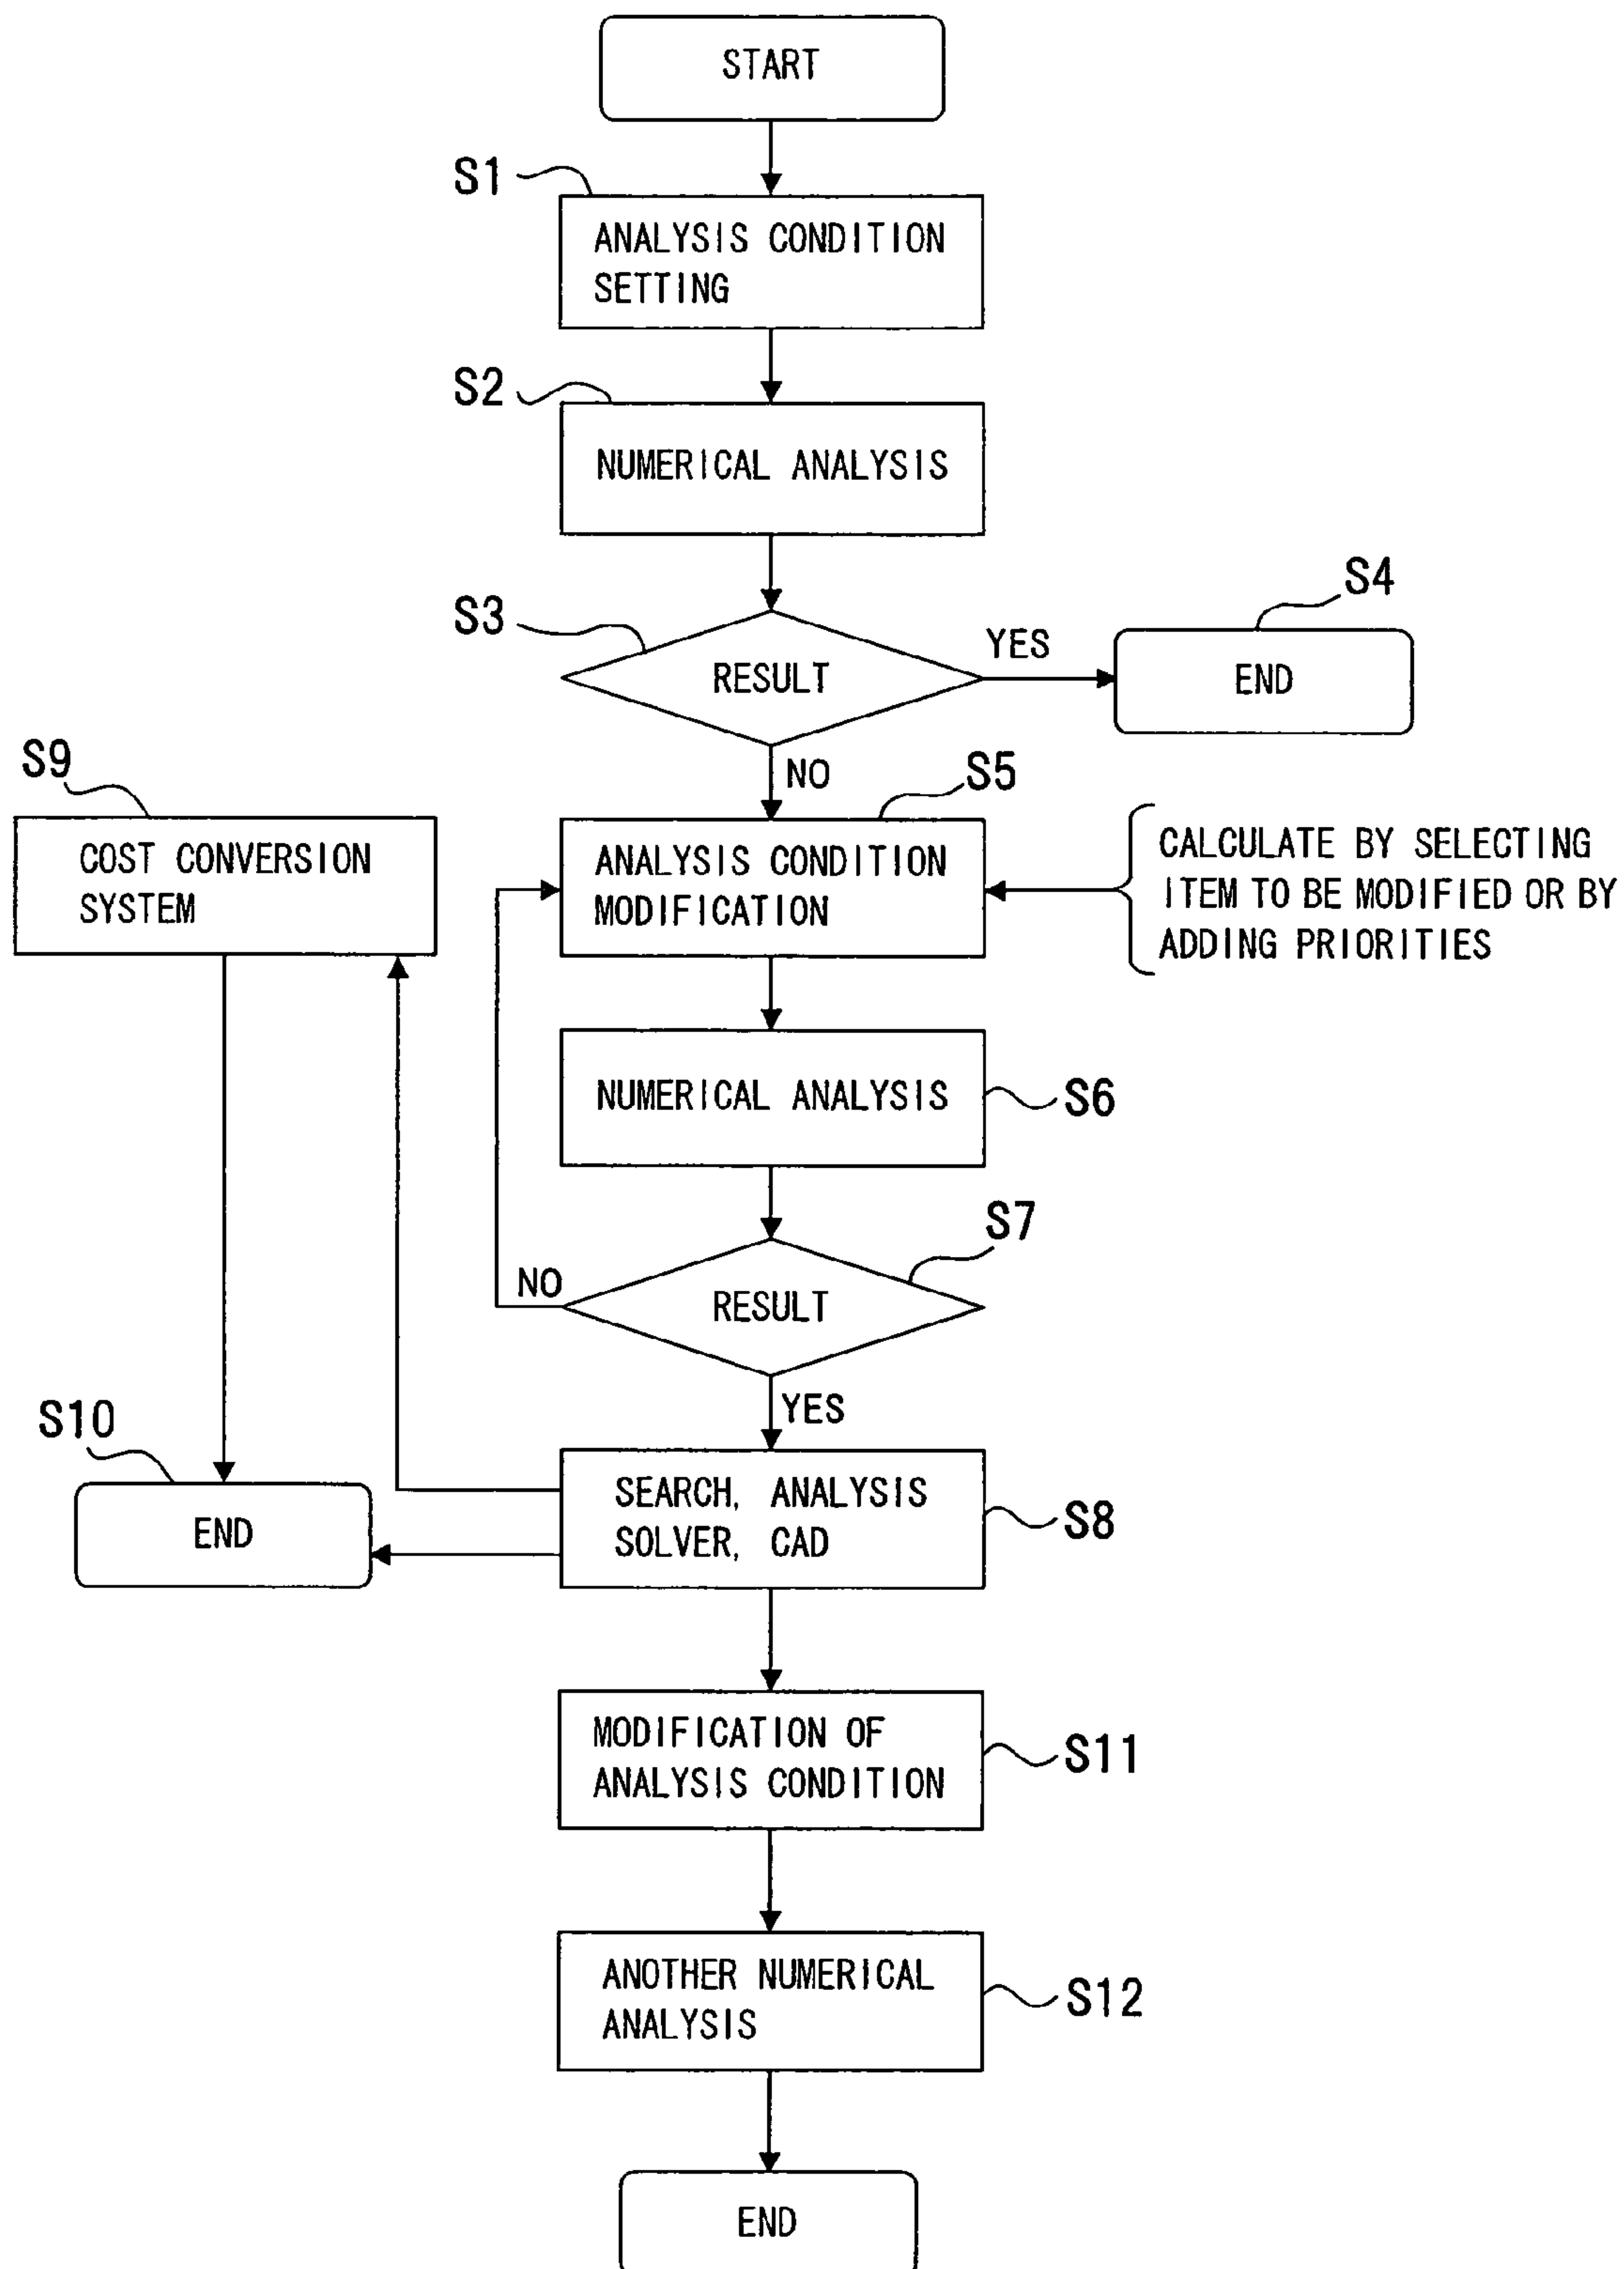 START
S1
ANALYSIS CONDITION
SETTING
S2
NUMERICAL ANALYSIS
S3
RESULT
YES
S4
END
NO
S9
COST CONVERSION
SYSTEM
S5
ANALYSIS CONDITION
MODIFICATION
CALCULATE BY SELECTING
ITEM TO BE MODIFIED OR BY
ADDING PRIORITIES
NUMERICAL ANALYSIS
S6
S7
NO
RESULT
YES
S10
END
SEARCH, ANALYSIS
SOLVER, CAD
S8
MODIFICATION OF
ANALYSIS CONDITION
S11
ANOTHER NUMERICAL
ANALYSIS
S12
END